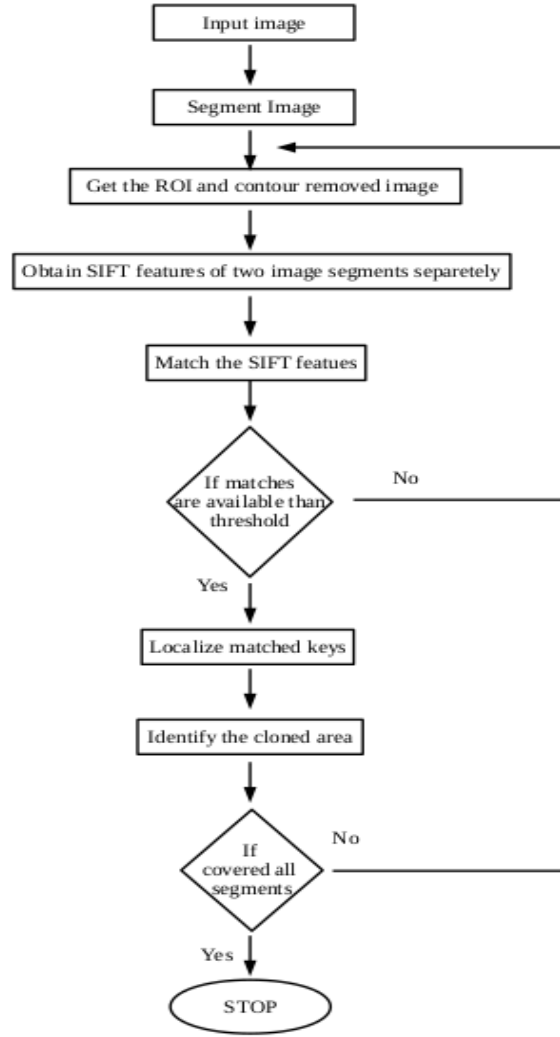 Input image
Segment Image
Get the ROI and contour removed image
Obtain SIFT features of two image segments separetely
Match the SIFT featues
If matches
are available than
threshold
No
Yes
Localize matched keys
Identify the cloned area
If
covered all
segments
No
Yes
STOP